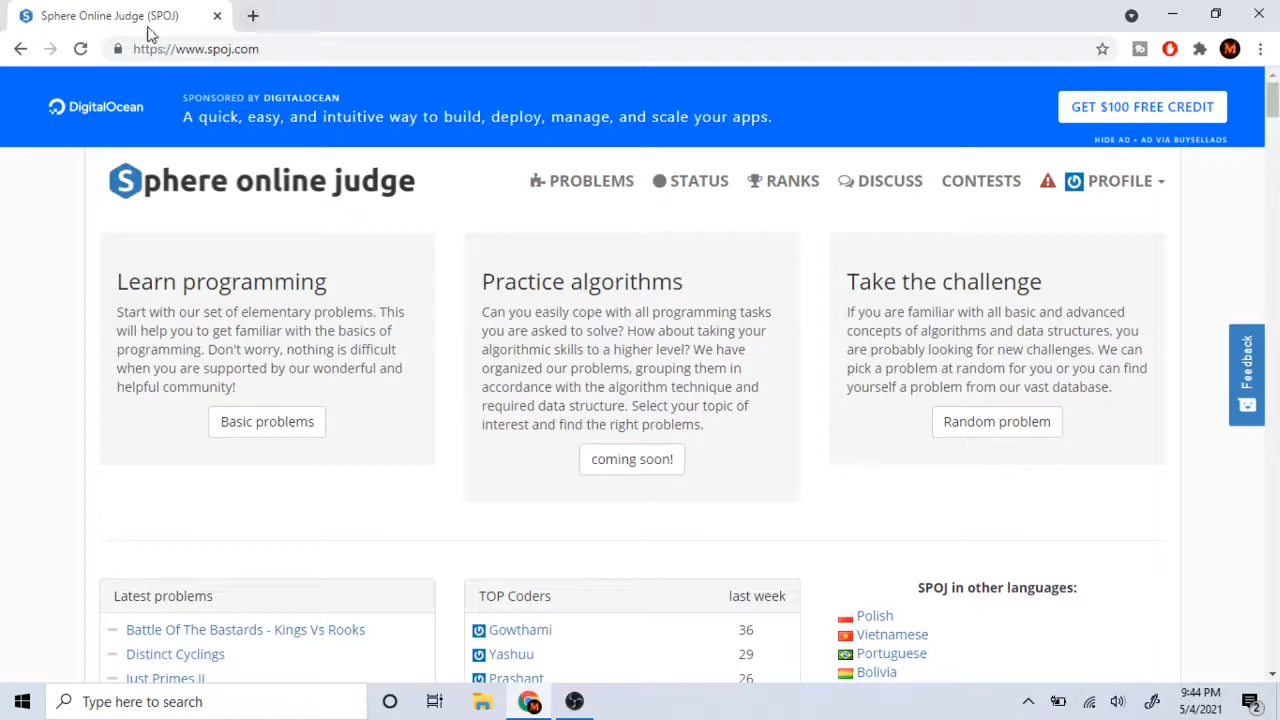 Sphere Online Judge (SPOJ)
https://www.spoj.com
M
DigitalOcean
SPONSORED BY DIGITALOCEAN
A quick, easy, and intuitive way to build, deploy, manage, and scale your apps.
GET $100 FREE CREDIT
HIDE AD • AD VIA BUYSELLADS
Sphere online judge
PROBLEMS
STATUS
RANKS
DISCUSS
CONTESTS
PROFILE
Learn programming
Start with our set of elementary problems. This
will help you to get familiar with the basics of
programming. Don't worry, nothing is difficult
when you are supported by our wonderful and
helpful community!
Basic problems
Practice algorithms
Can you easily cope with all programming tasks
you are asked to solve? How about taking your
algorithmic skills to a higher level? We have
organized our problems, grouping them in
accordance with the algorithm technique and
required data structure. Select your topic of
interest and find the right problems.
coming soon!
Take the challenge
If you are familiar with all basic and advanced
concepts of algorithms and data structures, you
are probably looking for new challenges. We can
pick a problem at random for you or you can find
yourself a problem from our vast database.
Random problem
Feedback
Latest problems
Battle Of The Bastards - Kings Vs Rooks
Distinct Cyclings
Just Primes II
TOP Coders last week
Gowthami 36
Yashuu 29
Prashant 26
SPOJ in other languages:
Polish
Vietnamese
Portuguese
Bolivia
Type here to search
M
9:44 PM
5/4/2021
2